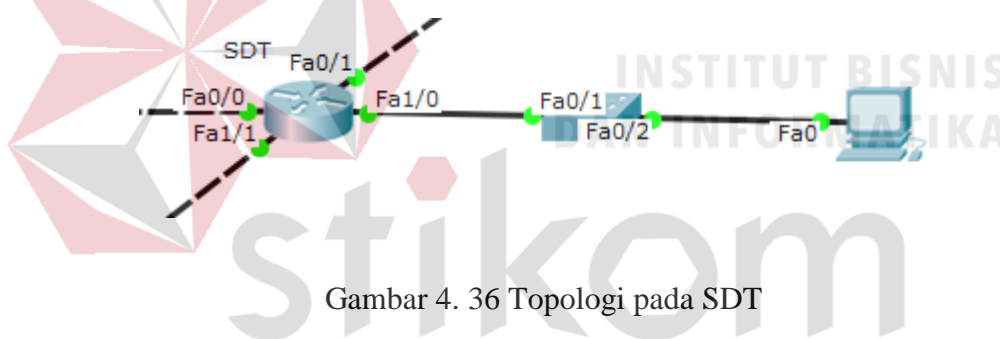 SDT
Fa0/1
Fa0/0
Fa1/0
Fa1/1
Fa0/1
Fa0/2
Fa0
INSTITUT BISNIS
DAN INFORMATIKA
stikom
Gambar 4. 36 Topologi pada SDT